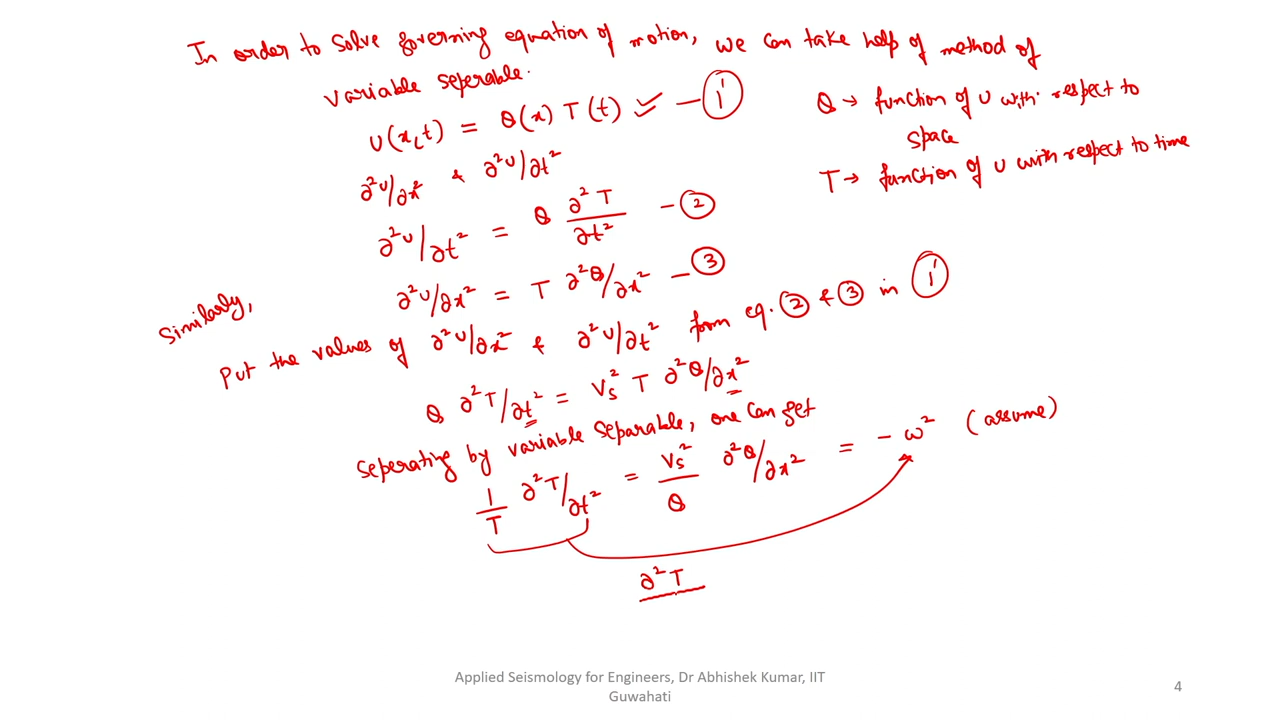 In order to solve governing equation of motion, we can take help of method of
variable seperable.
U(x,t) = Θ(x) T(t) ✓ — ①'
Θ → function of U with respect to
space
T → function of U with respect to time
∂²U/∂x² & ∂²U/∂t²
∂²U/∂t² = Θ ∂²T/∂t² — ②
Similarly, ∂²U/∂x² = T ∂²Θ/∂x² — ③
Put the values of ∂²U/∂x² & ∂²U/∂t² from eq. ② & ③ in ①'
Θ ∂²T/∂t² = Vs² T ∂²Θ/∂x²
Seperating by variable separable, one can get
1/T ∂²T/∂t² = Vs²/Θ ∂²Θ/∂x² = - ω² (assume)
∂²T
Applied Seismology for Engineers, Dr Abhishek Kumar, IIT
Guwahati
4